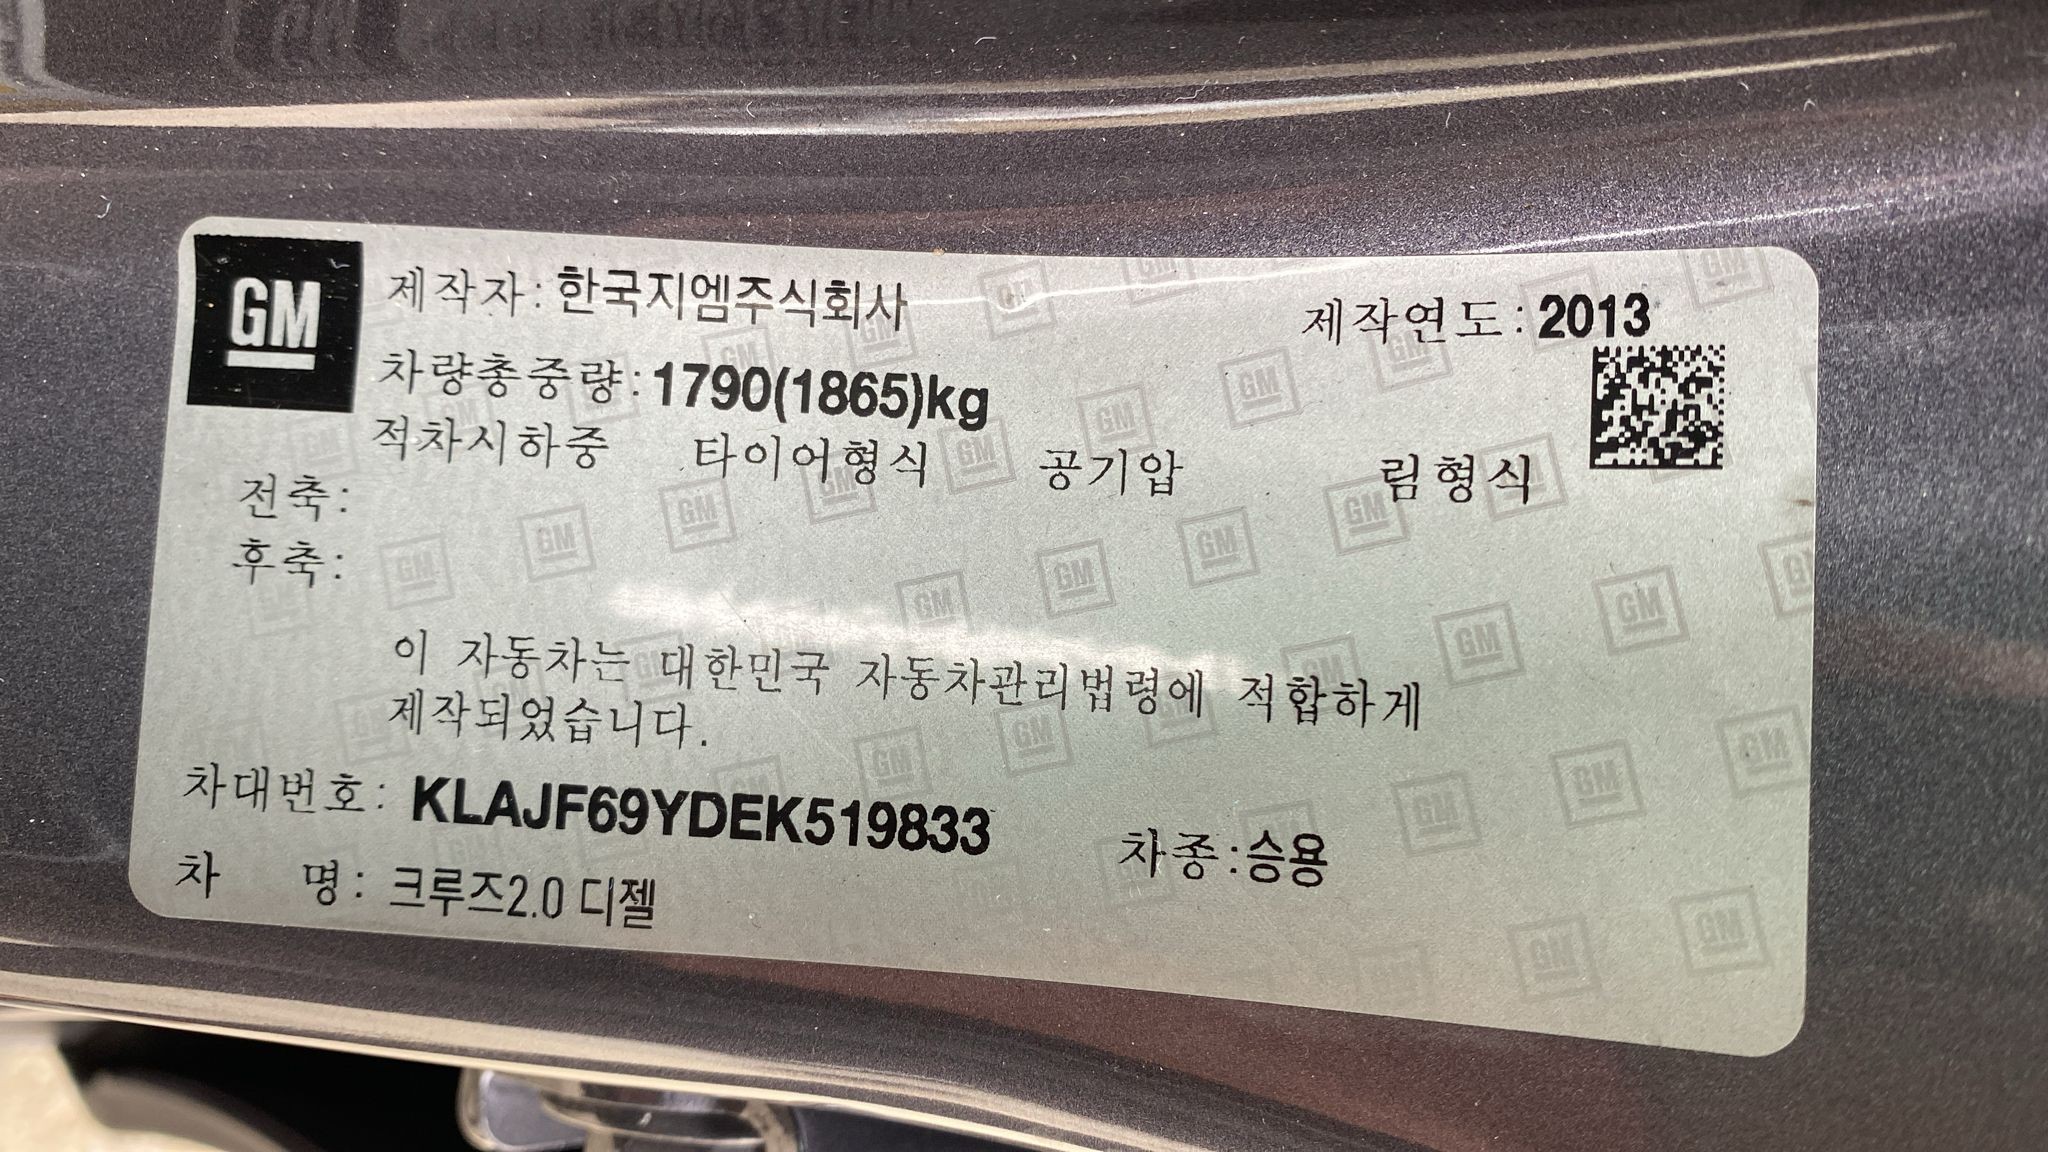 GM
제작자: 한국지엠주식회사 제작연도: 2013
차량총중량: 1790(1865)kg
적차시하중 타이어형식 공기압 림형식
전축:
후축:
이 자동차는 대한민국 자동차관리법령에 적합하게
제작되었습니다.
차대번호: KLAJF69YDEK519833 차종: 승용
차 명: 크루즈2.0 디젤